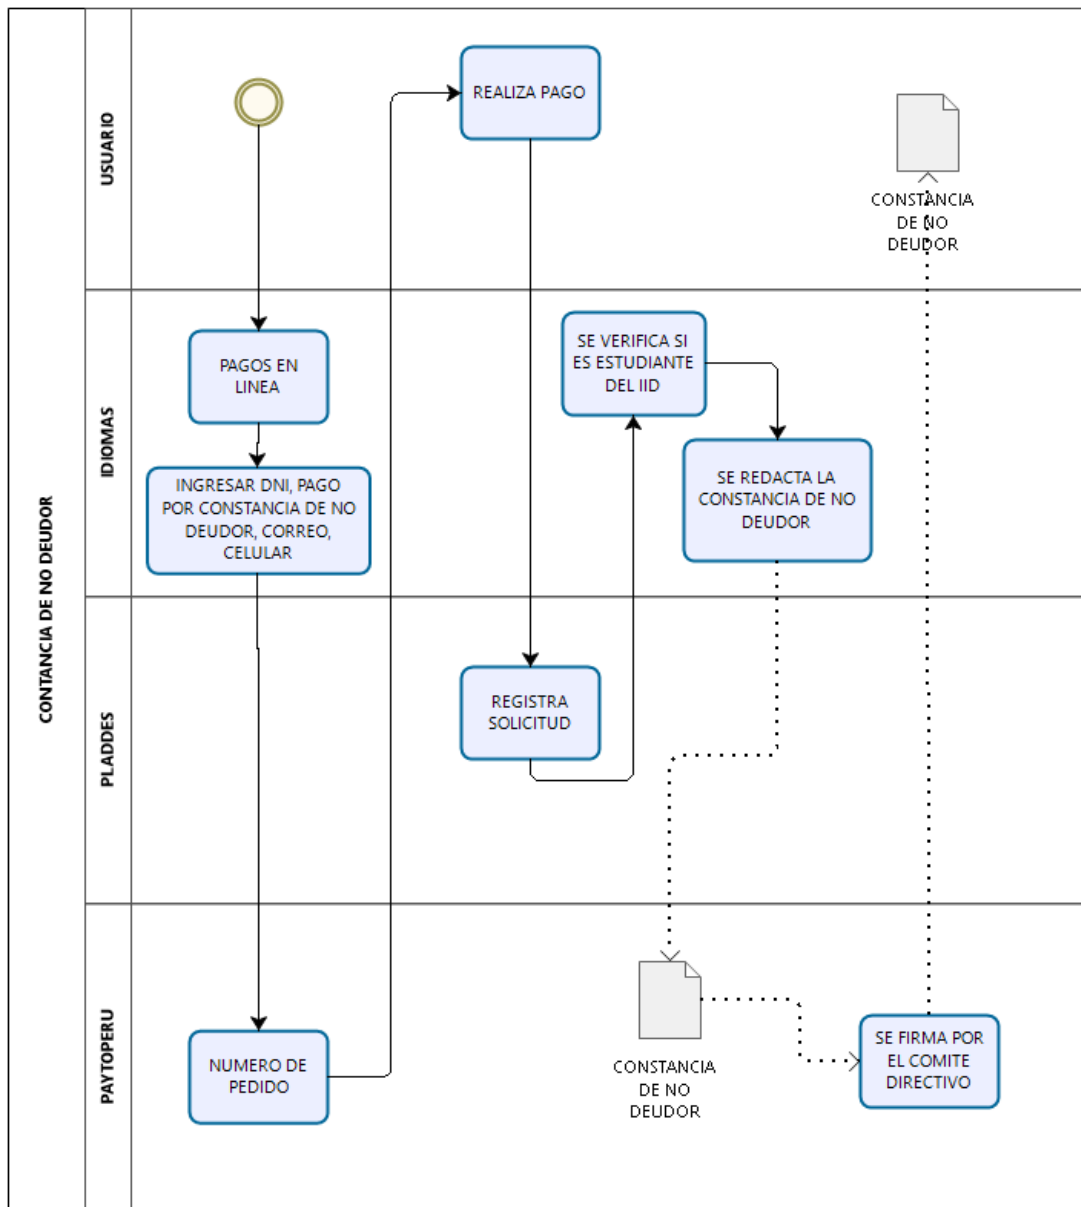 CONTANCIA DE NO DEUDOR
USUARIO
REALIZA PAGO
CONSTANCIA
DE NO
DEUDOR
IDIOMAS
PAGOS EN
LINEA
INGRESAR DNI, PAGO
POR CONSTANCIA DE NO
DEUDOR, CORREO,
CELULAR
SE VERIFICA SI
ES ESTUDIANTE
DEL IID
SE REDACTA LA
CONSTANCIA DE NO
DEUDOR
PLADDES
REGISTRA
SOLICITUD
PAYTOPERU
NUMERO DE
PEDIDO
CONSTANCIA
DE NO
DEUDOR
SE FIRMA POR
EL COMITE
DIRECTIVO